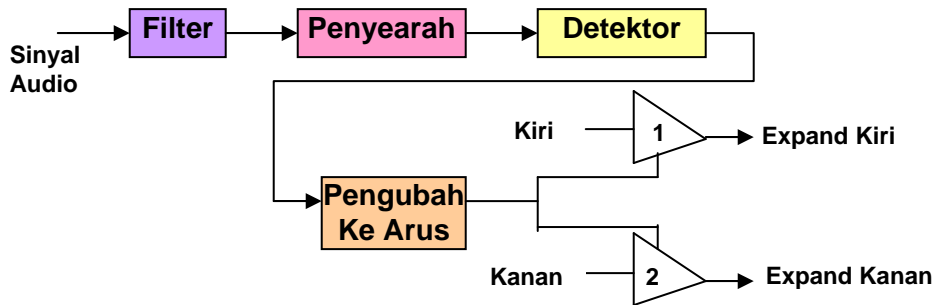 Filter
Penyearah
Detektor
Sinyal
Audio
Kiri
1
Expand Kiri
Pengubah
Ke Arus
Kanan
2
Expand Kanan